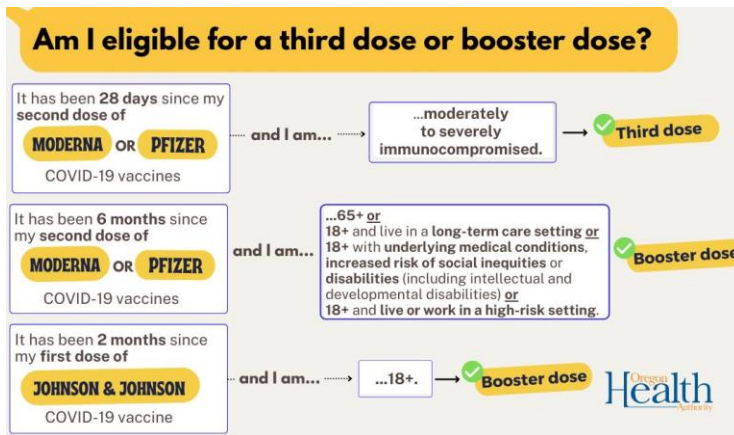 Am I eligible for a third dose or booster dose?
It has been 28 days since my
second dose of
MODERNA OR PFIZER
COVID-19 vaccines
and I am...
...moderately
to severely
immunocompromised.
Third dose
It has been 6 months since
my second dose of
MODERNA OR PFIZER
COVID-19 vaccines
and I am...
...65+ or
18+ and live in a long-term care setting or
18+ with underlying medical conditions,
increased risk of social inequities or
disabilities (including intellectual and
developmental disabilities) or
18+ and live or work in a high-risk setting.
Booster dose
It has been 2 months since
my first dose of
JOHNSON & JOHNSON
COVID-19 vaccine
and I am...
...18+.
Booster dose
Oregon
Health
Authority